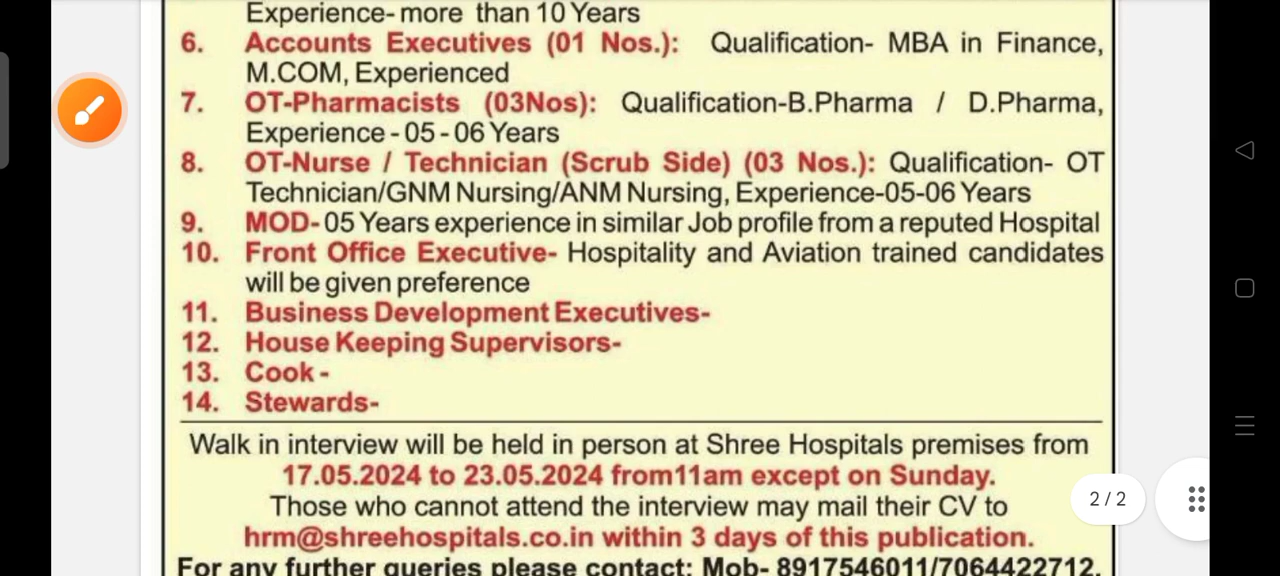 Experience- more than 10 Years
6. Accounts Executives (01 Nos.): Qualification- MBA in Finance,
M.COM, Experienced
7. OT-Pharmacists (03Nos): Qualification-B.Pharma / D.Pharma,
Experience - 05 - 06 Years
8. OT-Nurse / Technician (Scrub Side) (03 Nos.): Qualification- OT
Technician/GNM Nursing/ANM Nursing, Experience-05-06 Years
9. MOD- 05 Years experience in similar Job profile from a reputed Hospital
10. Front Office Executive- Hospitality and Aviation trained candidates
will be given preference
11. Business Development Executives-
12. House Keeping Supervisors-
13. Cook -
14. Stewards-
Walk in interview will be held in person at Shree Hospitals premises from
17.05.2024 to 23.05.2024 from11am except on Sunday.
Those who cannot attend the interview may mail their CV to
2 / 2
hrm@shreehospitals.co.in within 3 days of this publication.
For any further queries please contact: Mob- 8917546011/7064422712.